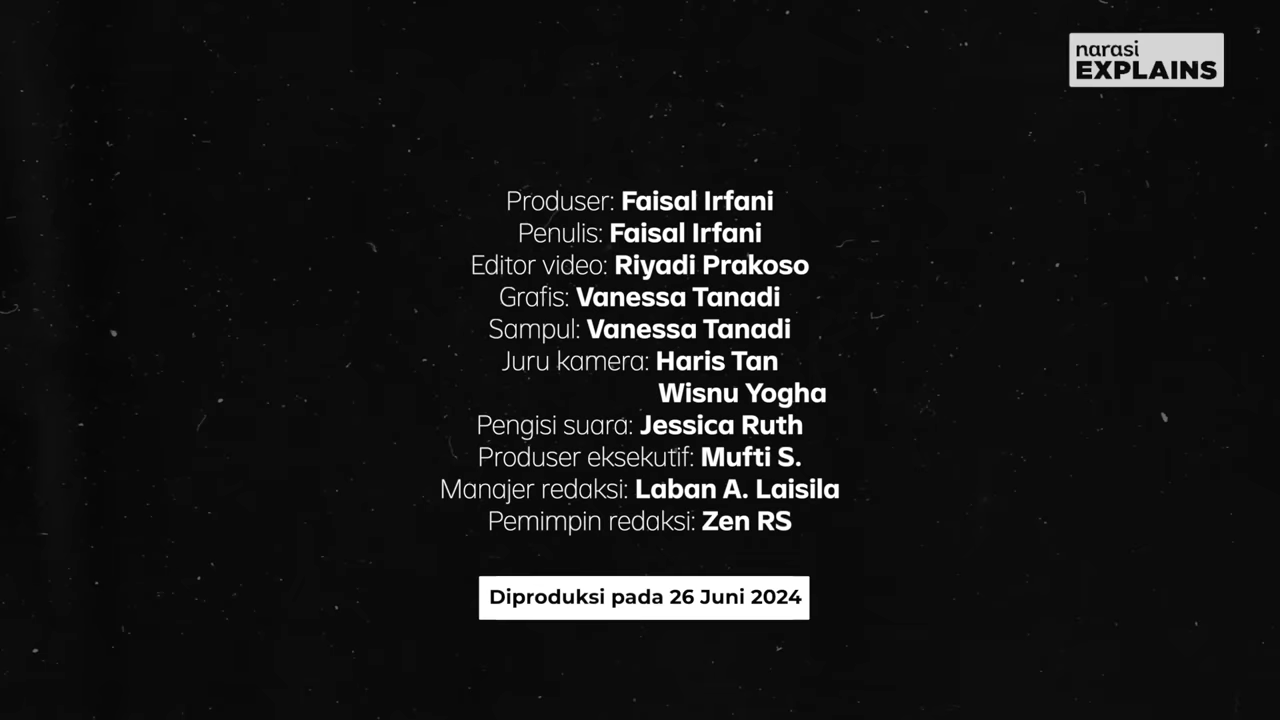 narasi
EXPLAINS
Produser: Faisal Irfani
Penulis: Faisal Irfani
Editor video: Riyadi Prakoso
Grafis: Vanessa Tanadi
Sampul: Vanessa Tanadi
Juru kamera: Haris Tan
Wisnu Yogha
Pengisi suara: Jessica Ruth
Produser eksekutif: Mufti S.
Manajer redaksi: Laban A. Laisila
Pemimpin redaksi: Zen RS
Diproduksi pada 26 Juni 2024